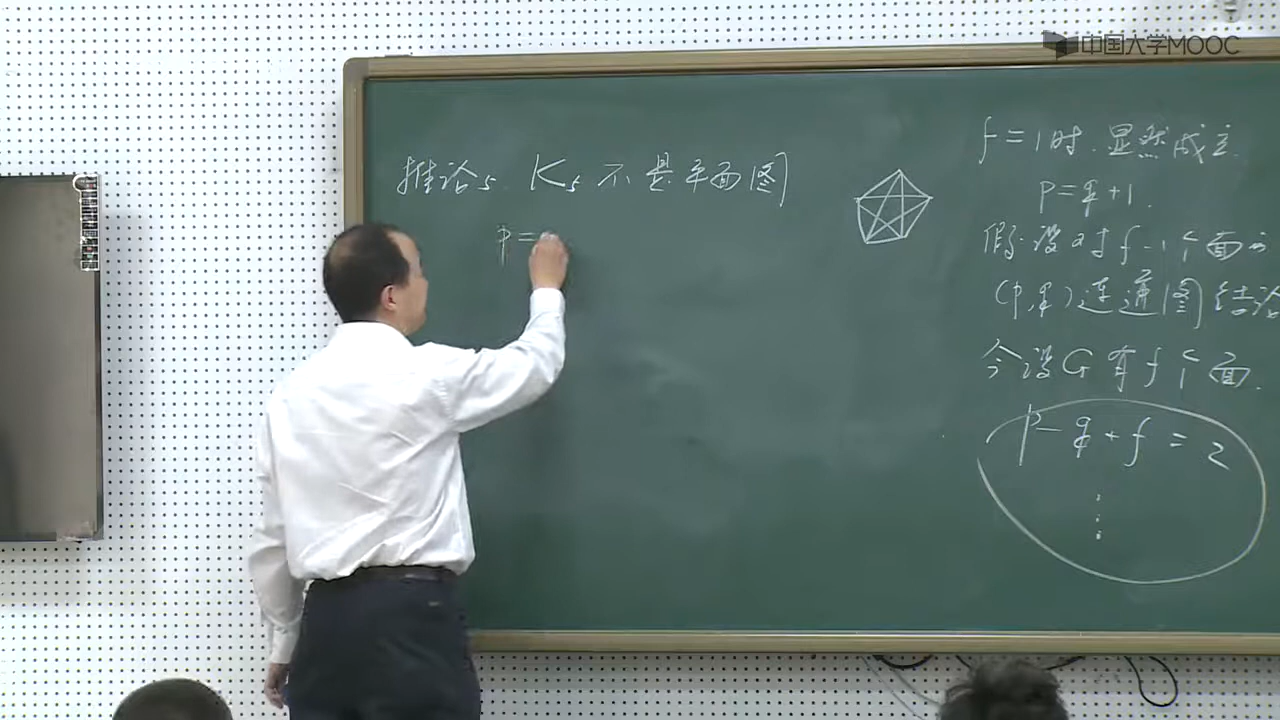 中国大学MOOC
推论5 K₅不是平面图
p=
f=1时.显然成立.
p=q+1.
假设对f-1个面的
(p,q)连通图结论
今设G有f个面.
p-q+f=2